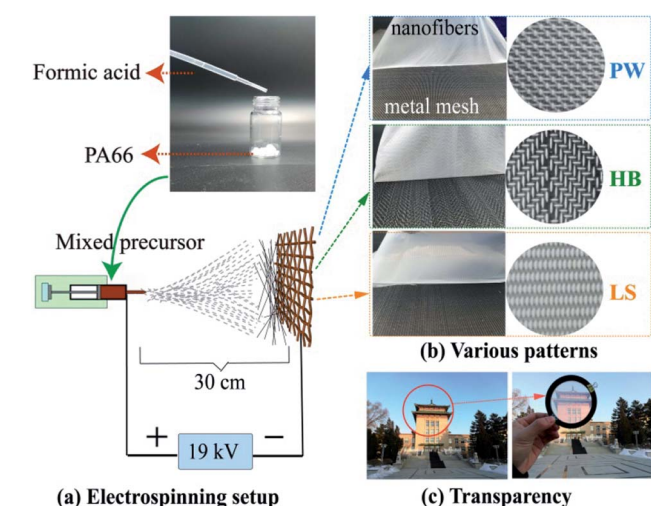 Formic acid
PA66
Mixed precursor
30 cm
+
−
19 kV
(a) Electrospinning setup
nanofibers
metal mesh
PW
HB
LS
(b) Various patterns
(c) Transparency